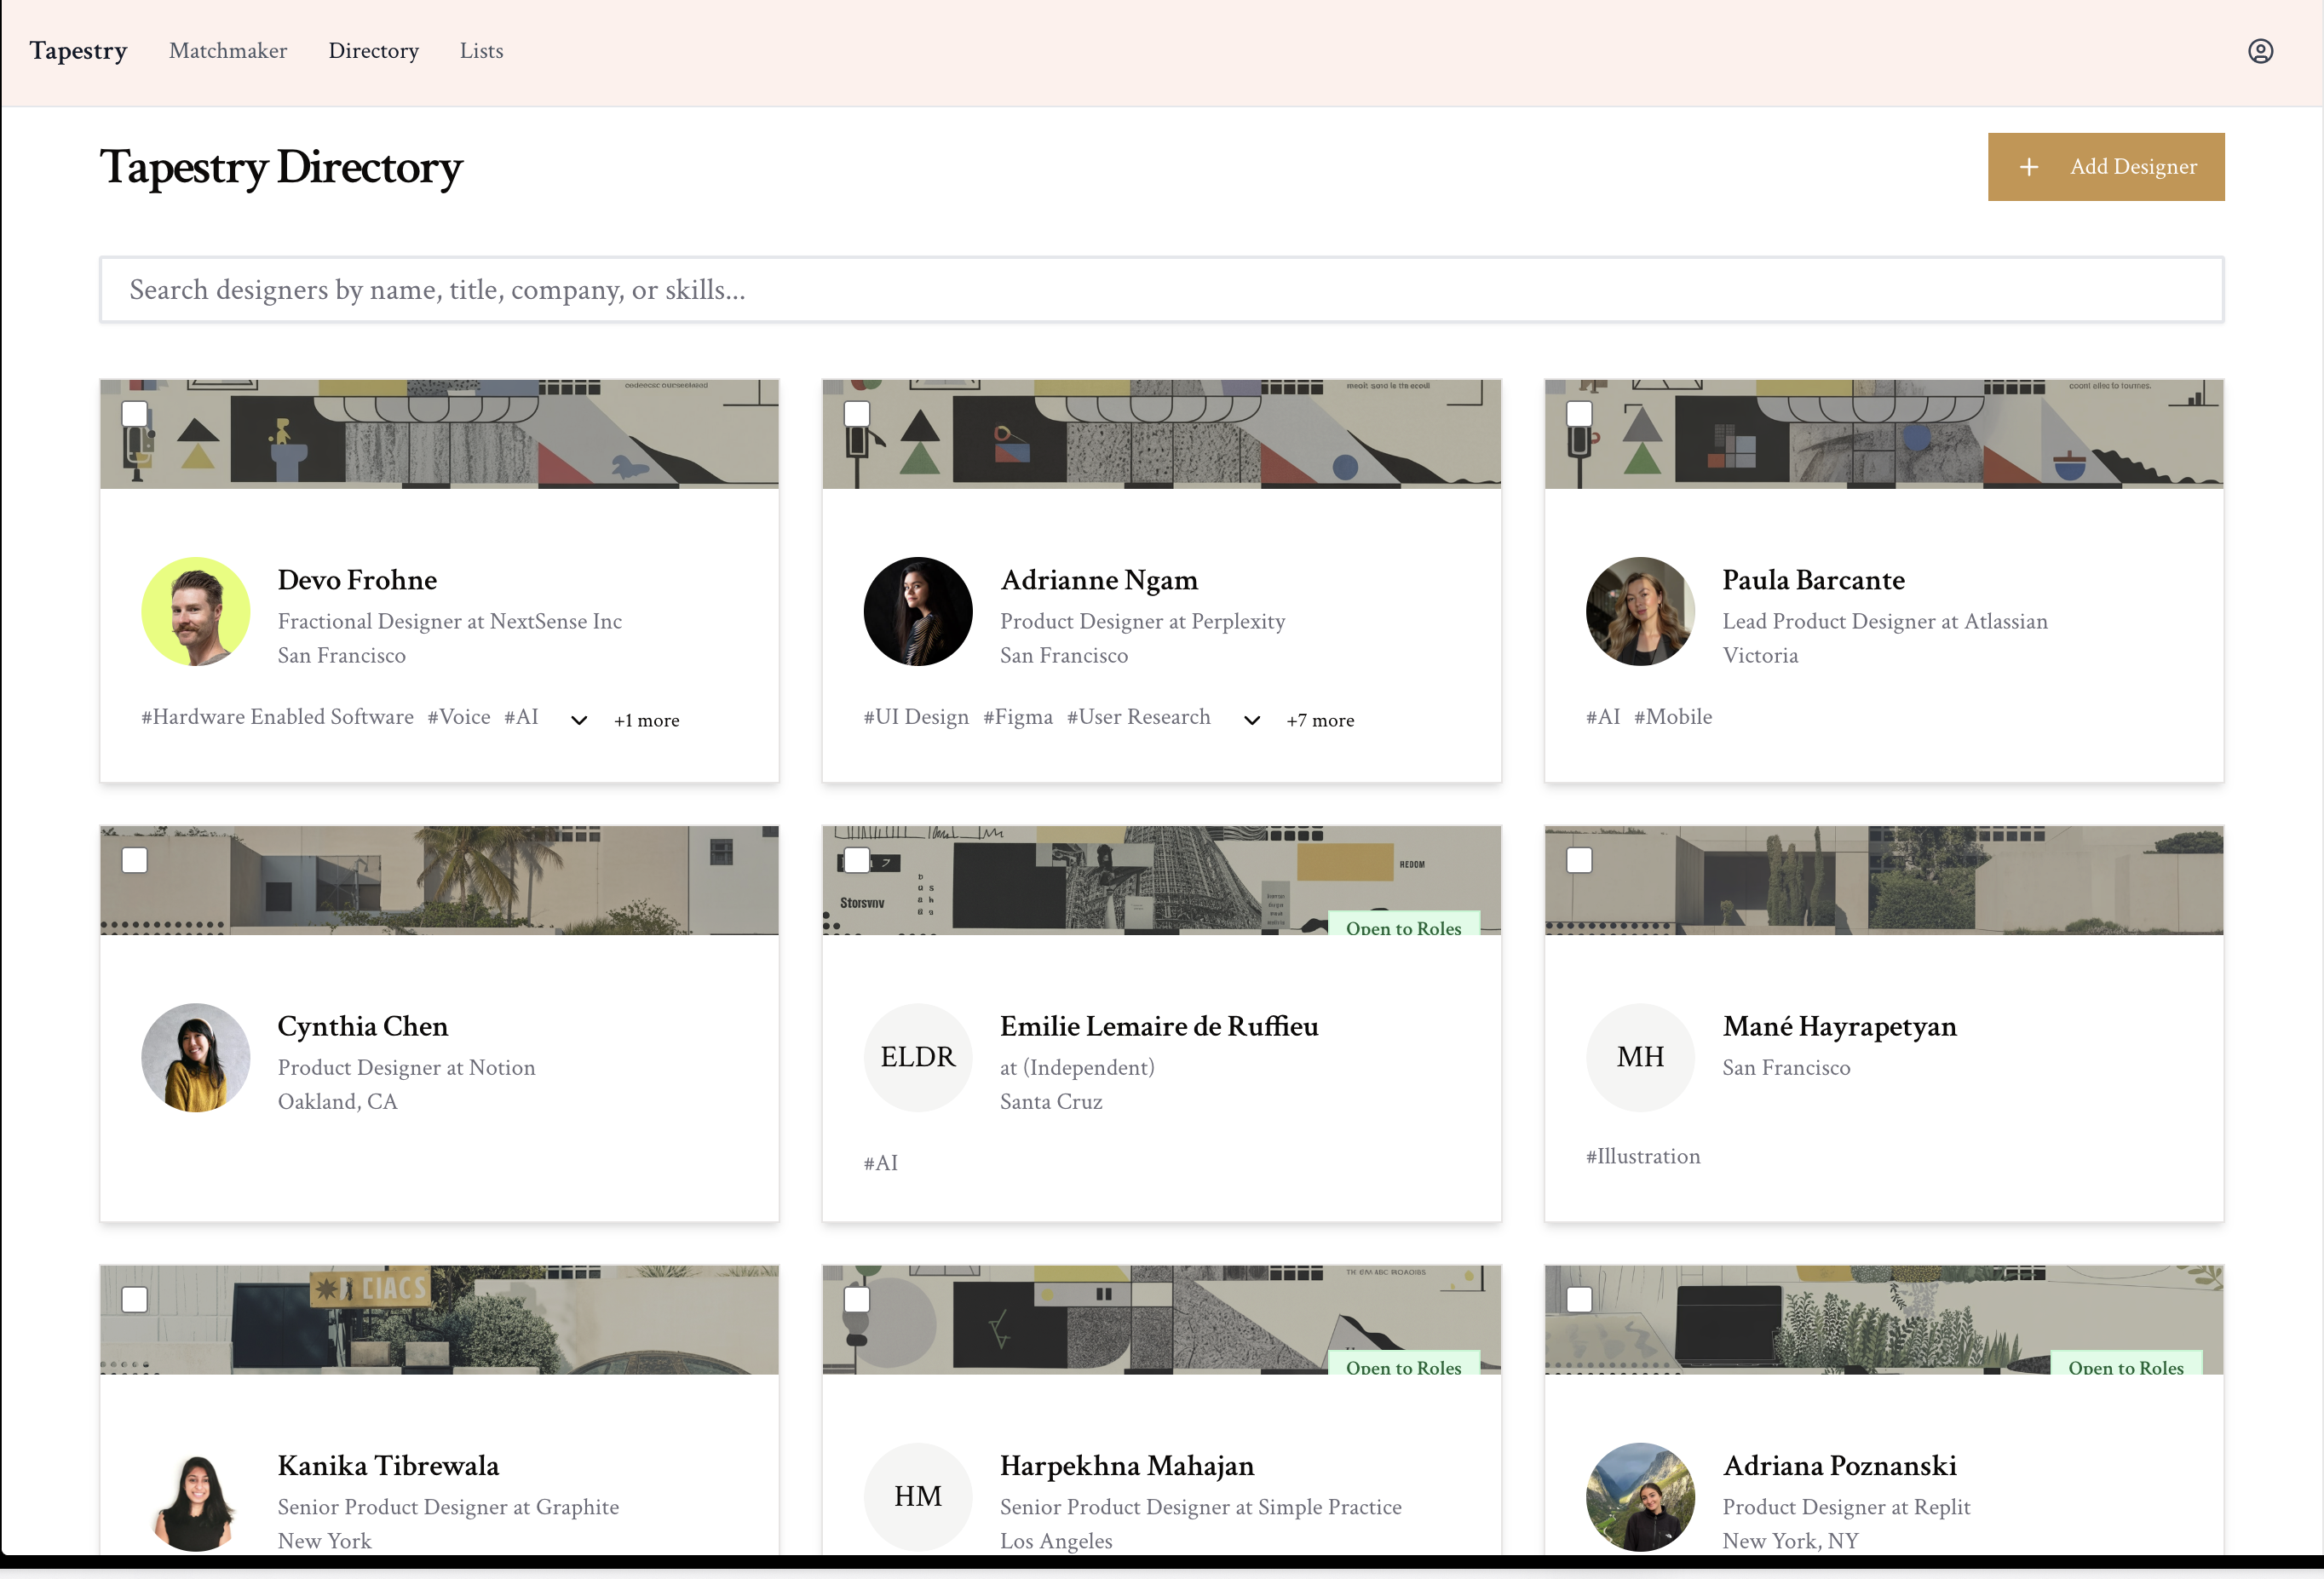 Tapestry Matchmaker Directory Lists
Tapestry Directory
+ Add Designer
Search designers by name, title, company, or skills...
Devo Frohne
Fractional Designer at NextSense Inc
San Francisco
#Hardware Enabled Software #Voice #AI +1 more
Adrianne Ngam
Product Designer at Perplexity
San Francisco
#UI Design #Figma #User Research +7 more
Paula Barcante
Lead Product Designer at Atlassian
Victoria
#AI #Mobile
Cynthia Chen
Product Designer at Notion
Oakland, CA
Storsvnv
REDOM
Open to Roles
ELDR
Emilie Lemaire de Ruffieu
at (Independent)
Santa Cruz
#AI
MH
Mané Hayrapetyan
San Francisco
#Illustration
Kanika Tibrewala
Senior Product Designer at Graphite
New York
Open to Roles
HM
Harpekhna Mahajan
Senior Product Designer at Simple Practice
Los Angeles
Open to Roles
Adriana Poznanski
Product Designer at Replit
New York, NY